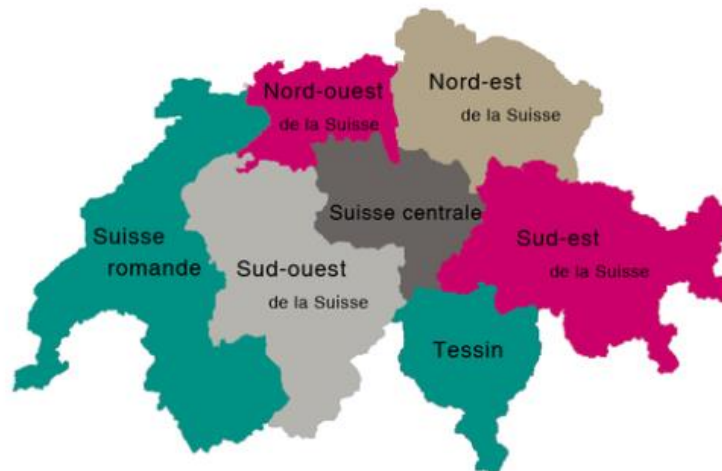 Nord-ouest
de la Suisse
Nord-est
de la Suisse
Suisse centrale
Suisse
romande
Sud-ouest
de la Suisse
Sud-est
de la Suisse
Tessin